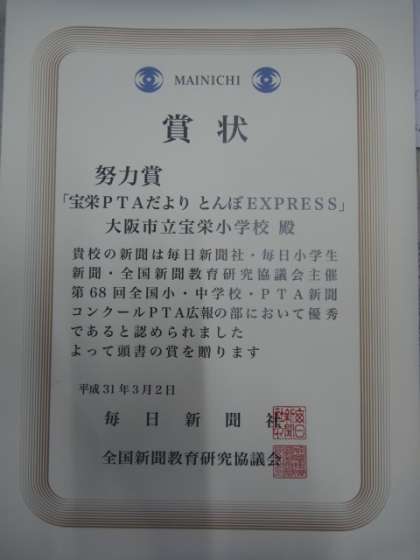 MAINICHI
賞状
努力賞
「宝栄PTAだより とんぼEXPRESS」
大阪市立宝栄小学校 殿
貴校の新聞は毎日新聞社・毎日小学生
新聞・全国新聞教育研究協議会主催
第68回全国小・中学校・PTA新聞
コンクールPTA広報の部において優秀
であると認められました
よって頭書の賞を贈ります
平成31年3月2日
毎日新聞社
全国新聞教育研究協議会